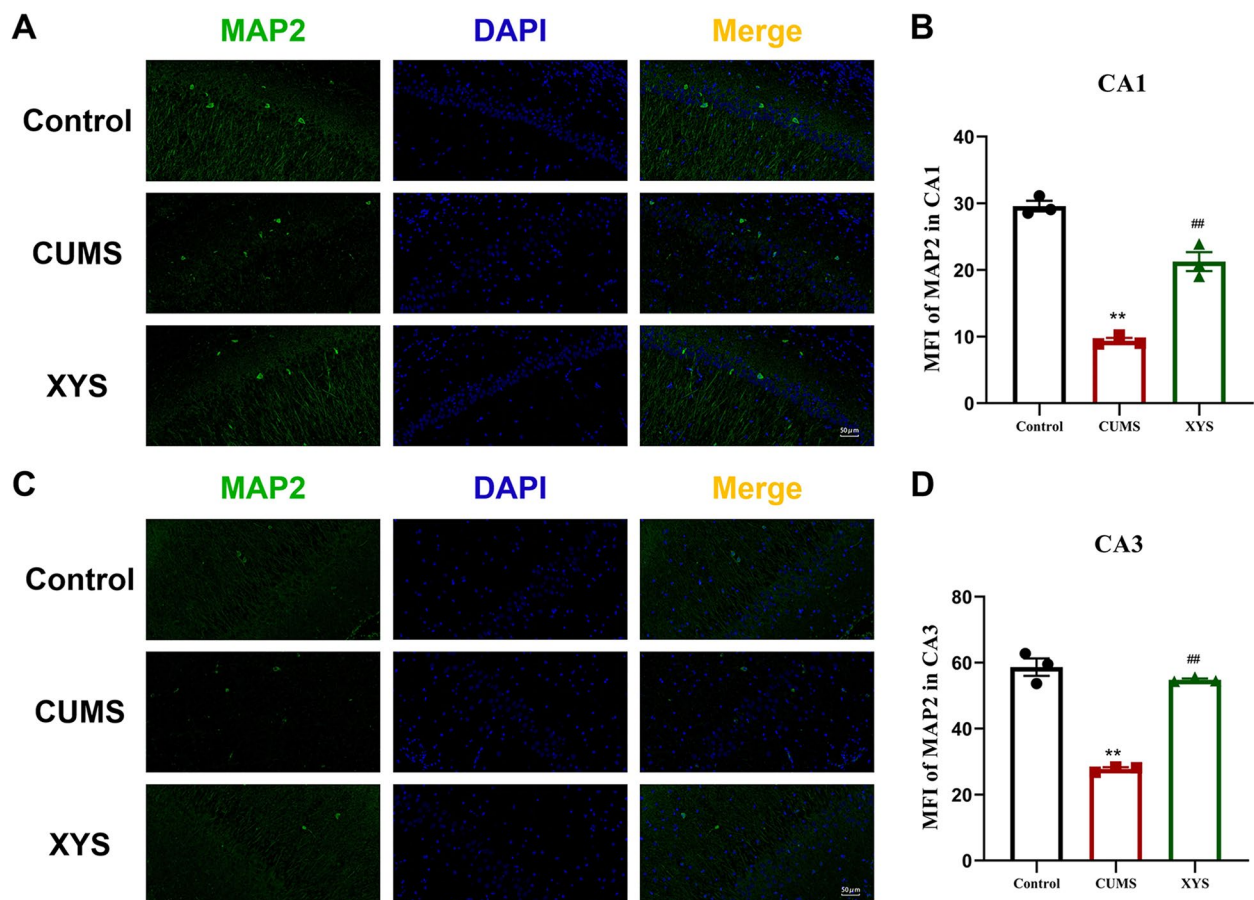 A
MAP2 DAPI Merge
Control
CUMS
XYS
50μm
B
CA1
MFI of MAP2 in CA1
40
30
20
10
0
**
##
Control CUMS XYS
C
MAP2 DAPI Merge
Control
CUMS
XYS
50μm
D
CA3
MFI of MAP2 in CA3
80
60
40
20
0
**
##
Control CUMS XYS